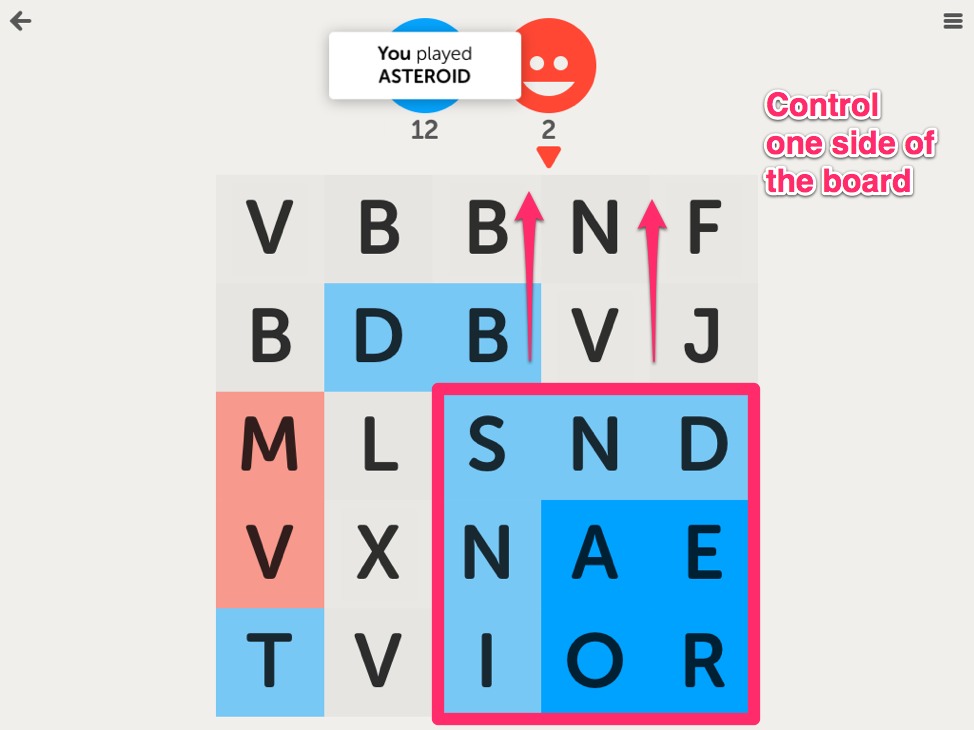 You played
ASTEROID
12
2
Control
one side of
the board
V B B N F
B D B V J
M L S N D
V X N A E
T V I O R